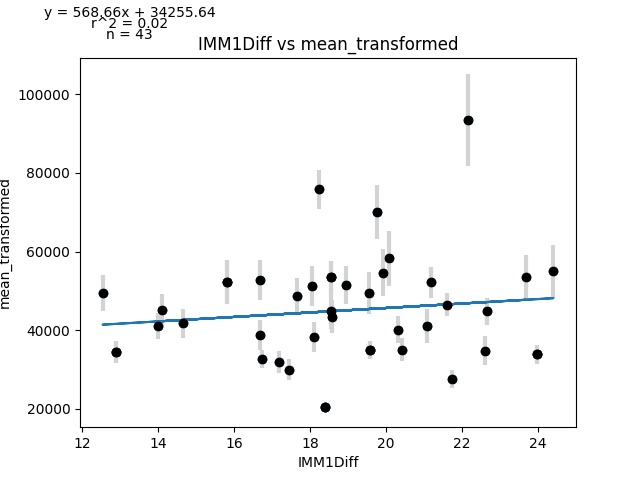 y = 568.66x + 34255.64
r^2 = 0.02
n = 43
IMM1Diff vs mean_transformed
100000
80000
60000
40000
20000
mean_transformed
12 14 16 18 20 22 24
IMM1Diff